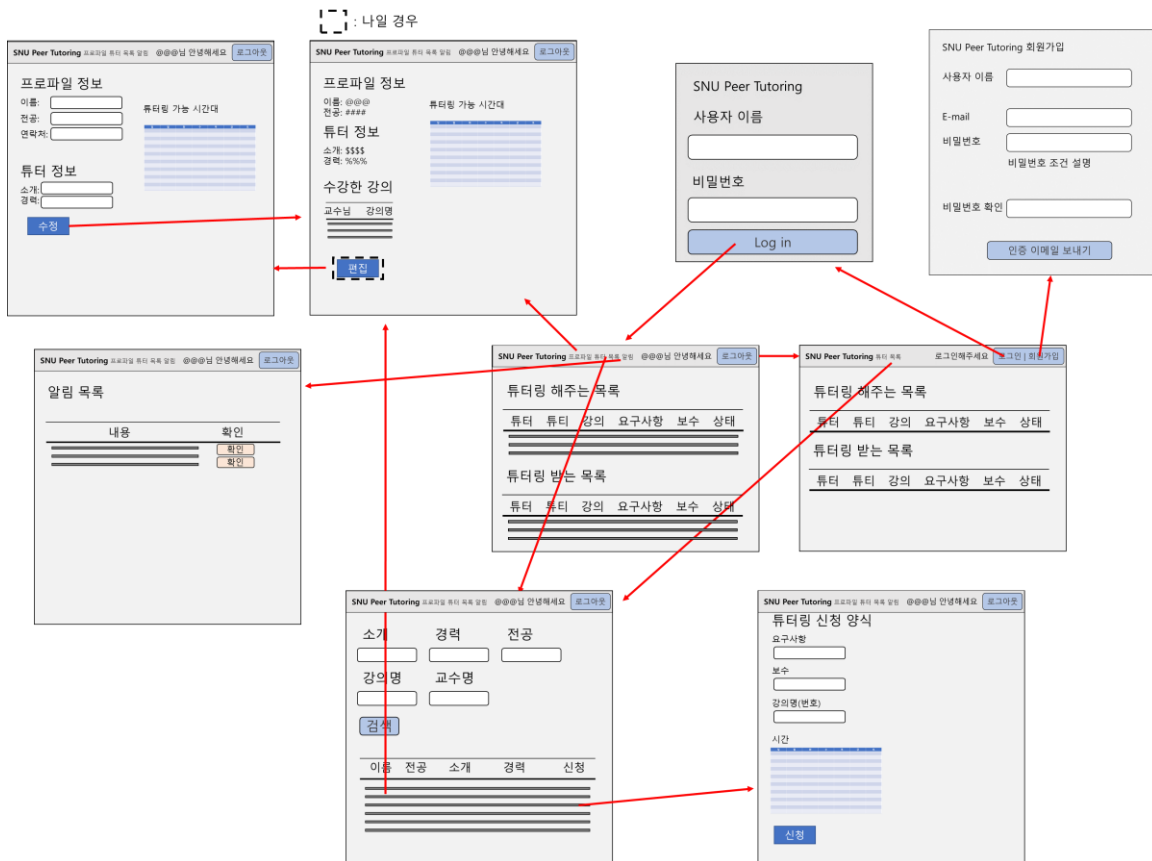 : 나일 경우
SNU Peer Tutoring 프로파일 튜터 목록 알림 @@@님 안녕해세요 로그아웃
프로파일 정보
이름:
전공:
연락처:
튜터링 가능 시간대
튜터 정보
소개:
경력:
수정
SNU Peer Tutoring 프로파일 튜터 목록 알림 @@@님 안녕해세요 로그아웃
프로파일 정보
이름: @@@
전공: ####
튜터링 가능 시간대
튜터 정보
소개: $$$$
경력: %%%
수강한 강의
교수님 강의명
편집
SNU Peer Tutoring
사용자 이름
비밀번호
Log in
SNU Peer Tutoring 회원가입
사용자 이름
E-mail
비밀번호
비밀번호 조건 설명
비밀번호 확인
인증 이메일 보내기
SNU Peer Tutoring 프로파일 튜터 목록 알림 @@@님 안녕해세요 로그아웃
알림 목록
내용 확인
확인
확인
SNU Peer Tutoring 프로파일 튜터 목록 알림 @@@님 안녕해세요 로그아웃
튜터링 해주는 목록
튜터 튜티 강의 요구사항 보수 상태
튜터링 받는 목록
튜터 튜티 강의 요구사항 보수 상태
SNU Peer Tutoring 튜터 목록 로그인해주세요 로그인 | 회원가입
튜터링 해주는 목록
튜터 튜티 강의 요구사항 보수 상태
튜터링 받는 목록
튜터 튜티 강의 요구사항 보수 상태
SNU Peer Tutoring 프로파일 튜터 목록 알림 @@@님 안녕해세요 로그아웃
소개 경력 전공
강의명 교수명
검색
이름 전공 소개 경력 신청
SNU Peer Tutoring 프로파일 튜터 목록 알림 @@@님 안녕해세요 로그아웃
튜터링 신청 양식
요구사항
보수
강의명(번호)
시간
신청